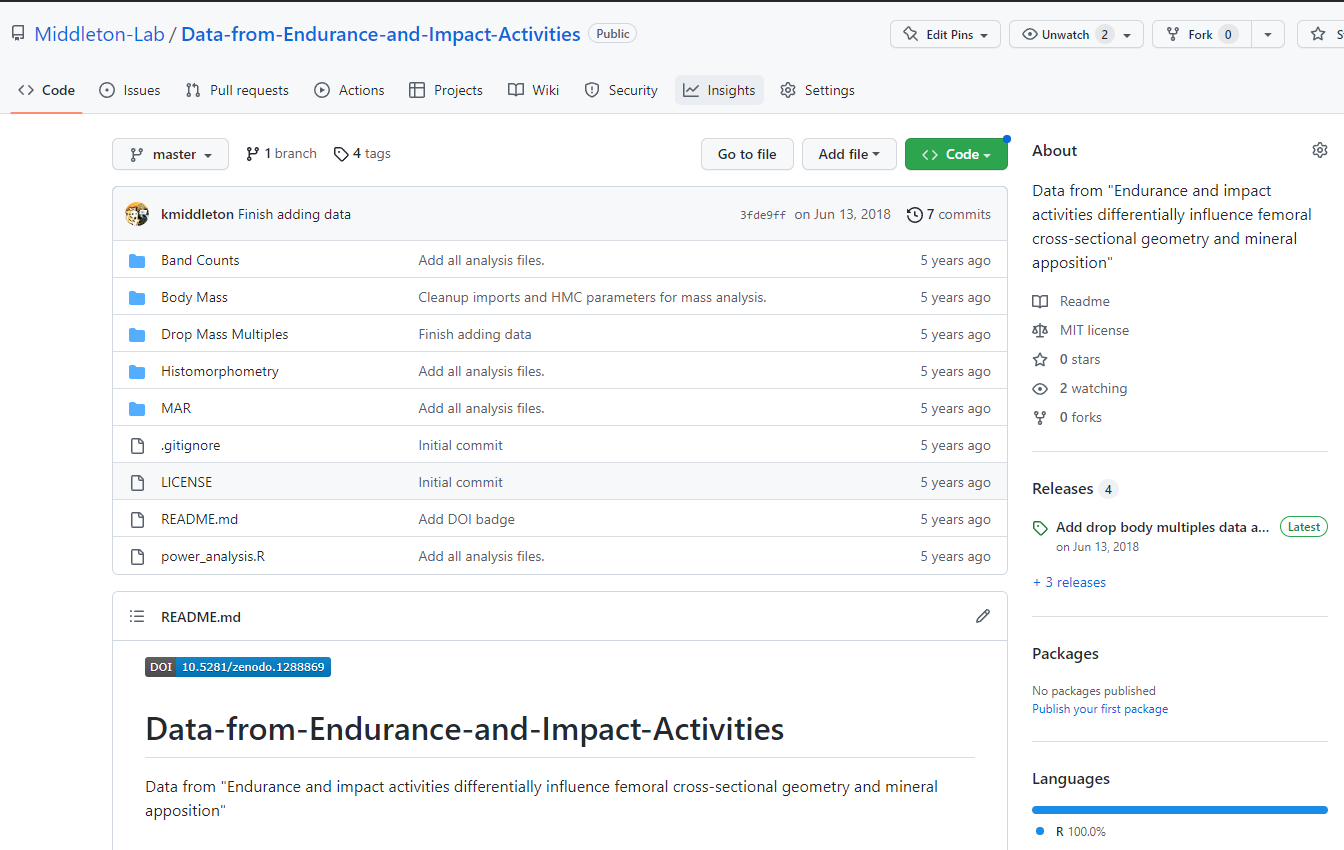 Middleton-Lab / Data-from-Endurance-and-Impact-Activities Public Edit Pins Unwatch 2 Fork 0 S
Code Issues Pull requests Actions Projects Wiki Security Insights Settings
master 1 branch 4 tags Go to file Add file Code
kmiddleton Finish adding data 3fde9ff on Jun 13, 2018 7 commits
Band Counts Add all analysis files. 5 years ago
Body Mass Cleanup imports and HMC parameters for mass analysis. 5 years ago
Drop Mass Multiples Finish adding data 5 years ago
Histomorphometry Add all analysis files. 5 years ago
MAR Add all analysis files. 5 years ago
.gitignore Initial commit 5 years ago
LICENSE Initial commit 5 years ago
README.md Add DOI badge 5 years ago
power_analysis.R Add all analysis files. 5 years ago
README.md
DOI 10.5281/zenodo.1288869
Data-from-Endurance-and-Impact-Activities
Data from "Endurance and impact activities differentially influence femoral cross-sectional geometry and mineral
apposition"
About
Data from "Endurance and impact
activities differentially influence femoral
cross-sectional geometry and mineral
apposition"
Readme
MIT license
0 stars
2 watching
0 forks
Releases 4
Add drop body multiples data a... Latest
on Jun 13, 2018
+ 3 releases
Packages
No packages published
Publish your first package
Languages
R 100.0%